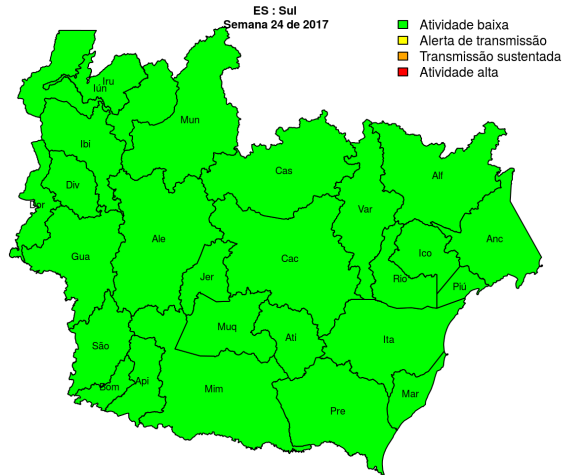 ES : Sul
Semana 24 de 2017
Atividade baixa
Alerta de transmissão
Transmissão sustentada
Atividade alta
Iru
Iún
Mun
Ibi
Cas
Alf
Div
Dor
Var
Ale
Anc
Gua
Cac
Ico
Jer
Rio
Piú
Muq
Ati
Ita
São
Api
Bom
Mim
Mar
Pre